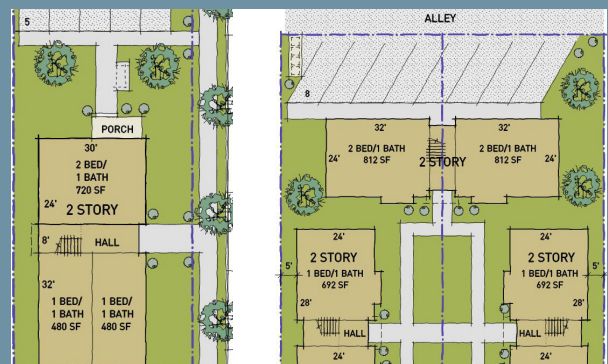 5
PORCH
30'
2 BED/
1 BATH
720 SF
24'
2 STORY
8'
HALL
32'
1 BED/
1 BATH
480 SF
1 BED/
1 BATH
480 SF
ALLEY
8
32'
32'
2 BED/1 BATH
812 SF
2 BED/1 BATH
812 SF
24'
2 STORY
24'
24'
24'
2 STORY
2 STORY
5'
1 BED/1 BATH
692 SF
1 BED/1 BATH
692 SF
5'
28'
28'
HALL
HALL
24'
24'